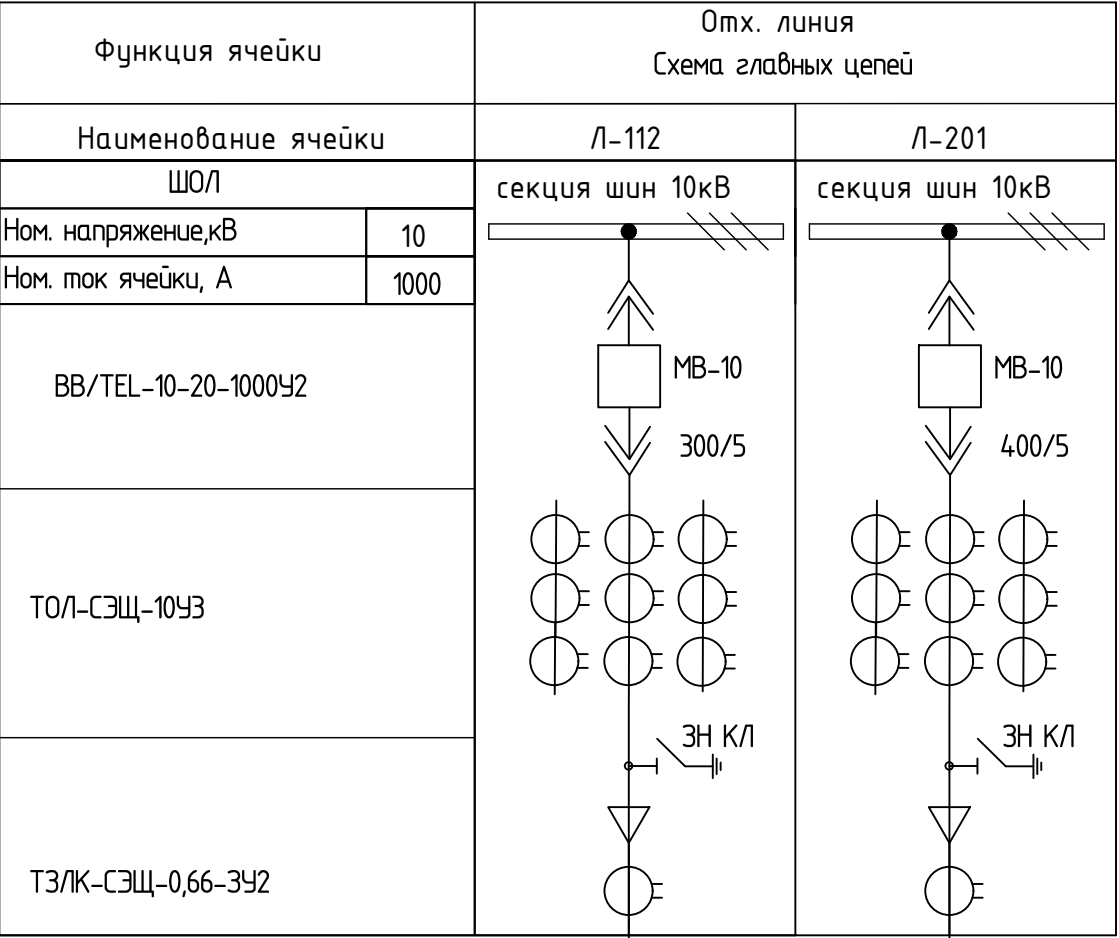 Функция ячейки
Отх. линия
Схема главных цепей
Наименование ячейки
Л-112
Л-201
ШОЛ
секция шин 10кВ
секция шин 10кВ
Ном. напряжение,кВ
10
Ном. ток ячейки, А
1000
ВВ/TEL-10-20-1000У2
МВ-10
МВ-10
300/5
400/5
ТОЛ-СЭЩ-10У3
ЗН КЛ
ЗН КЛ
ТЗЛК-СЭЩ-0,66-3У2